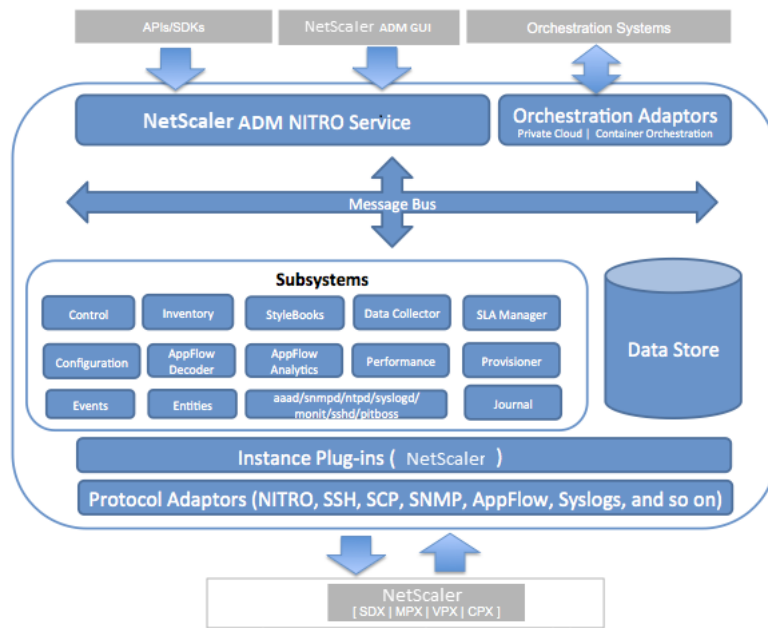 APIs/SDKs
NetScaler ADM GUI
Orchestration Systems
NetScaler ADM NITRO Service
Orchestration Adaptors
Private Cloud | Container Orchestration
Message Bus
Subsystems
Control
Inventory
StyleBooks
Data Collector
SLA Manager
Configuration
AppFlow
Decoder
AppFlow
Analytics
Performance
Provisioner
Events
Entities
aaad/snmpd/ntpd/syslogd/
monit/sshd/pitboss
Journal
Data Store
Instance Plug-ins ( NetScaler )
Protocol Adaptors (NITRO, SSH, SCP, SNMP, AppFlow, Syslogs, and so on)
NetScaler
[ SDX | MPX | VPX | CPX ]